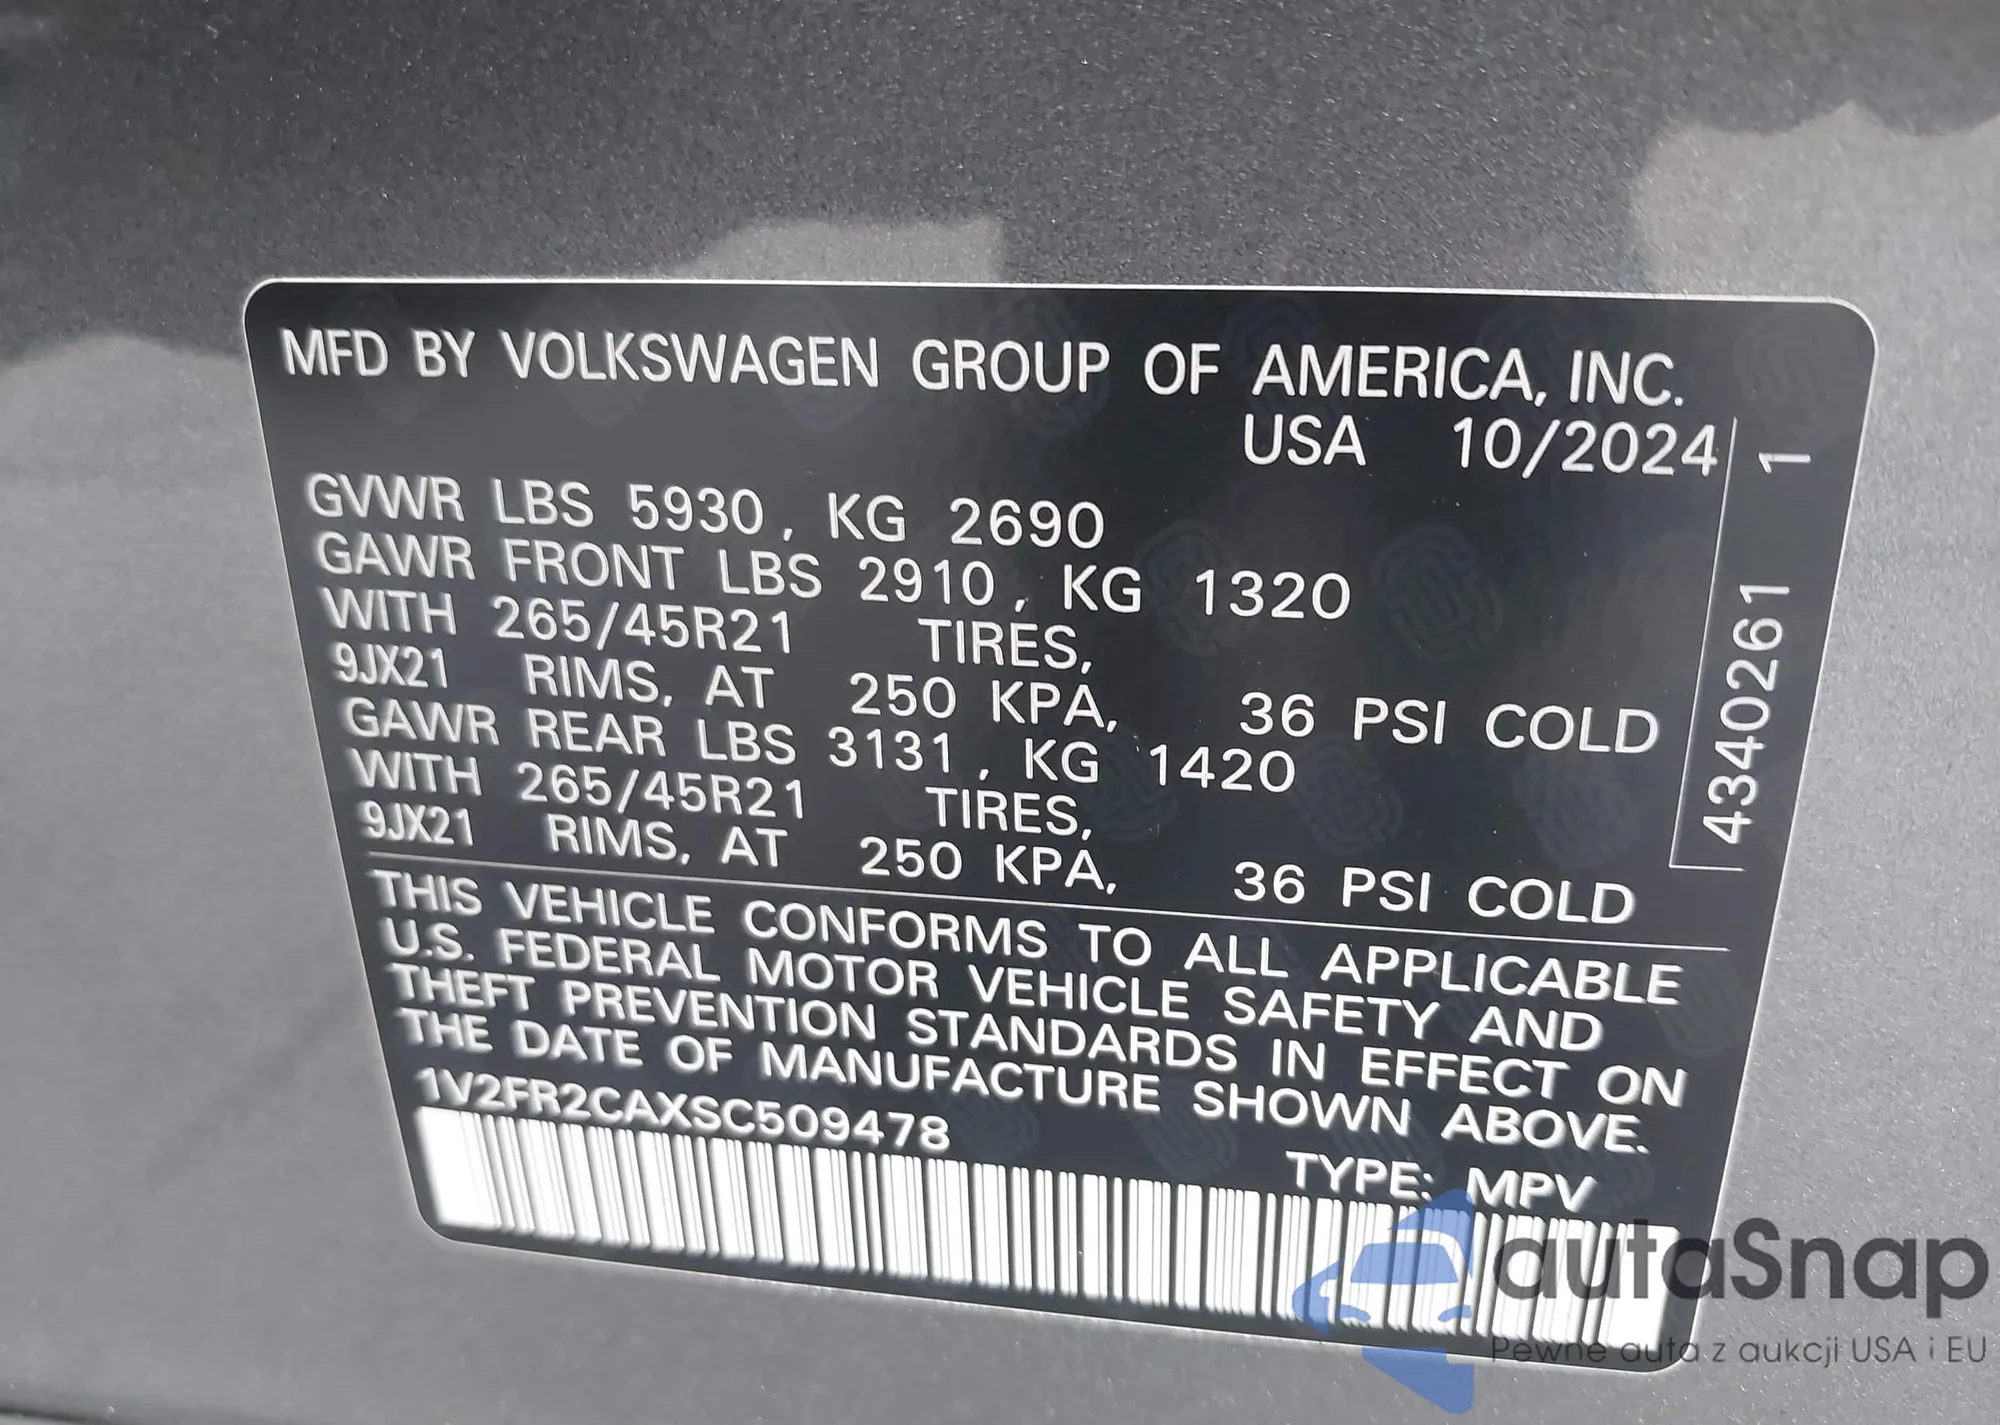 MFD BY VOLKSWAGEN GROUP OF AMERICA, INC.
USA 10/2024
GVWR LBS 5930, KG 2690
GAWR FRONT LBS 2910, KG 1320
WITH 265/45R21 TIRES,
9JX21 RIMS, AT 250 KPA, 36 PSI COLD
GAWR REAR LBS 3131, KG 1420
WITH 265/45R21 TIRES,
9JX21 RIMS, AT 250 KPA, 36 PSI COLD
4340261 1
THIS VEHICLE CONFORMS TO ALL APPLICABLE
U.S. FEDERAL MOTOR VEHICLE SAFETY AND
THEFT PREVENTION STANDARDS IN EFFECT ON
THE DATE OF MANUFACTURE SHOWN ABOVE.
1V2FR2CAXSC509478
TYPE: MPV
autaSnap
Pewne auta z aukcji USA i EU